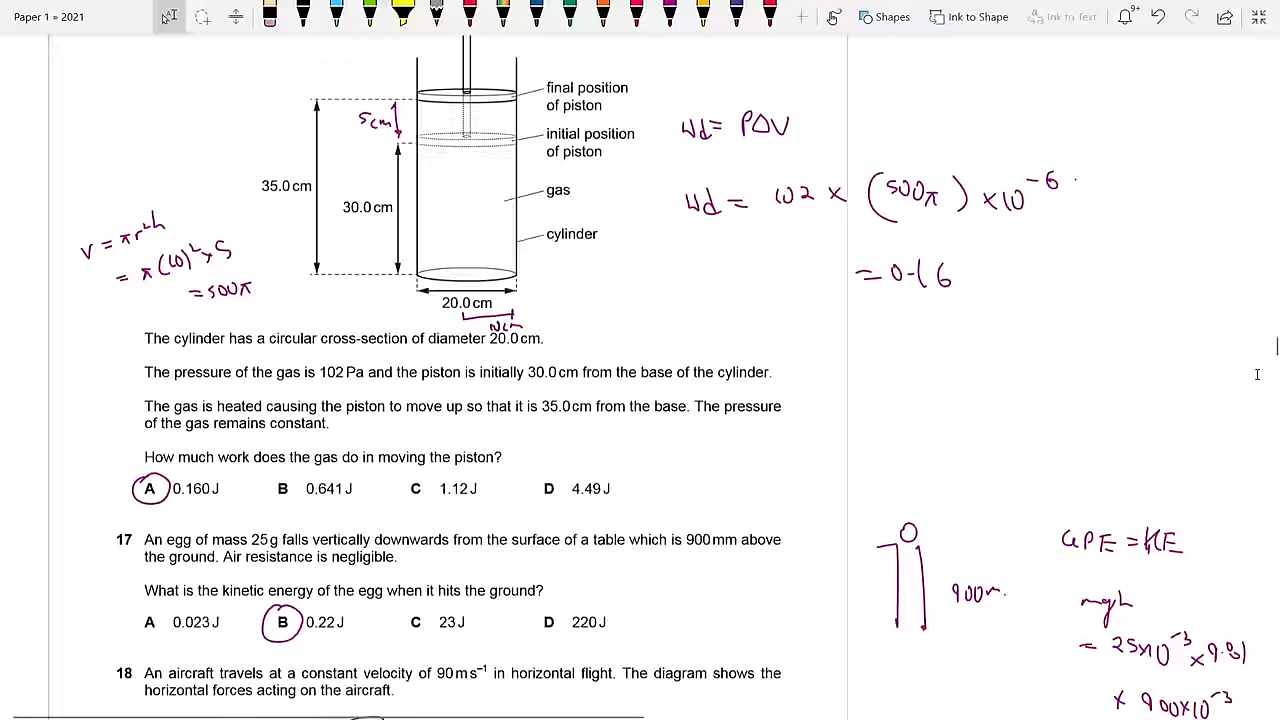 Paper 1 » 2021
Shapes
Ink to Shape
Ink to Text
9+
final position
of piston
5cm
initial position
of piston
35.0 cm
gas
30.0 cm
cylinder
20.0 cm
10cm
V = πr²h
= π(10)² × 5
= 500π
Wd = PΔV
Wd = 102 × (500π) × 10⁻⁶
= 0.16
The cylinder has a circular cross-section of diameter 20.0 cm.
The pressure of the gas is 102 Pa and the piston is initially 30.0 cm from the base of the cylinder.
The gas is heated causing the piston to move up so that it is 35.0 cm from the base. The pressure
of the gas remains constant.
How much work does the gas do in moving the piston?
A 0.160 J B 0.641 J C 1.12 J D 4.49 J
17 An egg of mass 25 g falls vertically downwards from the surface of a table which is 900 mm above
the ground. Air resistance is negligible.
What is the kinetic energy of the egg when it hits the ground?
A 0.023 J B 0.22 J C 23 J D 220 J
900m.
GPE = KE
mgh
= 25×10⁻³ × 9.81
× 900×10⁻³
18 An aircraft travels at a constant velocity of 90 m s⁻¹ in horizontal flight. The diagram shows the
horizontal forces acting on the aircraft.